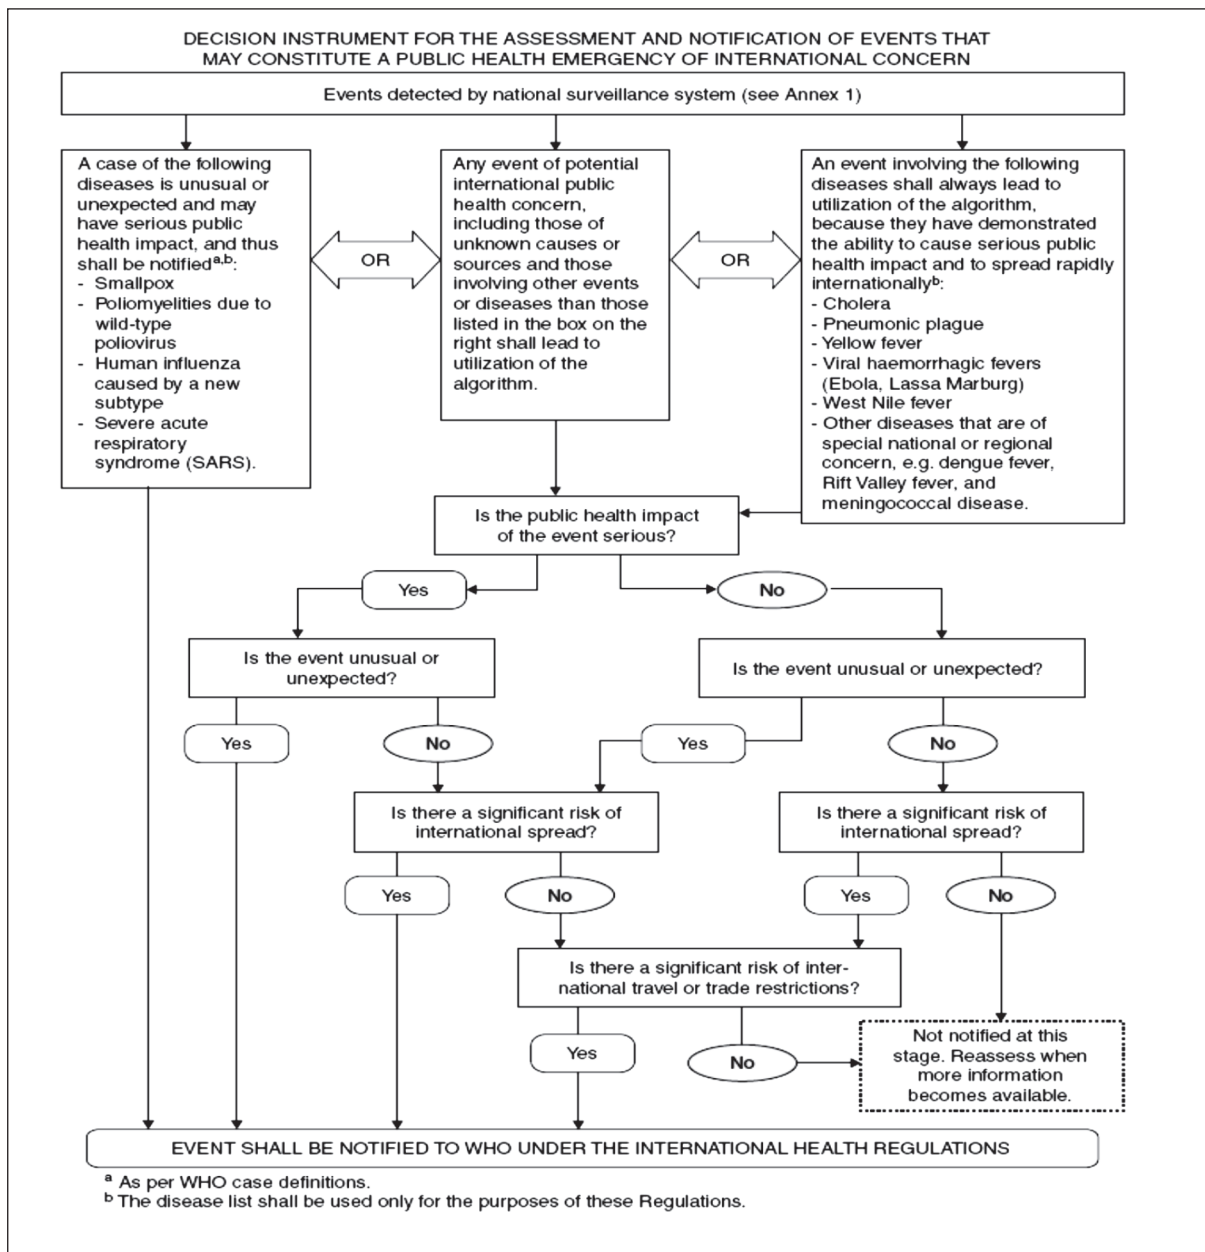 DECISION INSTRUMENT FOR THE ASSESSMENT AND NOTIFICATION OF EVENTS THAT
MAY CONSTITUTE A PUBLIC HEALTH EMERGENCY OF INTERNATIONAL CONCERN
Events detected by national surveillance system (see Annex 1)
A case of the following
diseases is unusual or
unexpected and may
have serious public
health impact, and thus
shall be notifiedᵃ,ᵇ:
- Smallpox
- Poliomyelities due to
wild-type
poliovirus
- Human influenza
caused by a new
subtype
- Severe acute
respiratory
syndrome (SARS).
OR
Any event of potential
international public
health concern,
including those of
unknown causes or
sources and those
involving other events
or diseases than those
listed in the box on the
right shall lead to
utilization of the
algorithm.
OR
An event involving the following
diseases shall always lead to
utilization of the algorithm,
because they have demonstrated
the ability to cause serious public
health impact and to spread rapidly
internationallyᵇ:
- Cholera
- Pneumonic plague
- Yellow fever
- Viral haemorrhagic fevers
(Ebola, Lassa Marburg)
- West Nile fever
- Other diseases that are of
special national or regional
concern, e.g. dengue fever,
Rift Valley fever, and
meningococcal disease.
Is the public health impact
of the event serious?
Yes
No
Is the event unusual or
unexpected?
Is the event unusual or unexpected?
Yes
No
Yes
No
Is there a significant risk of
international spread?
Is there a significant risk of
international spread?
Yes
No
Yes
No
Is there a significant risk of inter-
national travel or trade restrictions?
Yes
No
Not notified at this
stage. Reassess when
more information
becomes available.
EVENT SHALL BE NOTIFIED TO WHO UNDER THE INTERNATIONAL HEALTH REGULATIONS
ᵃ As per WHO case definitions.
ᵇ The disease list shall be used only for the purposes of these Regulations.